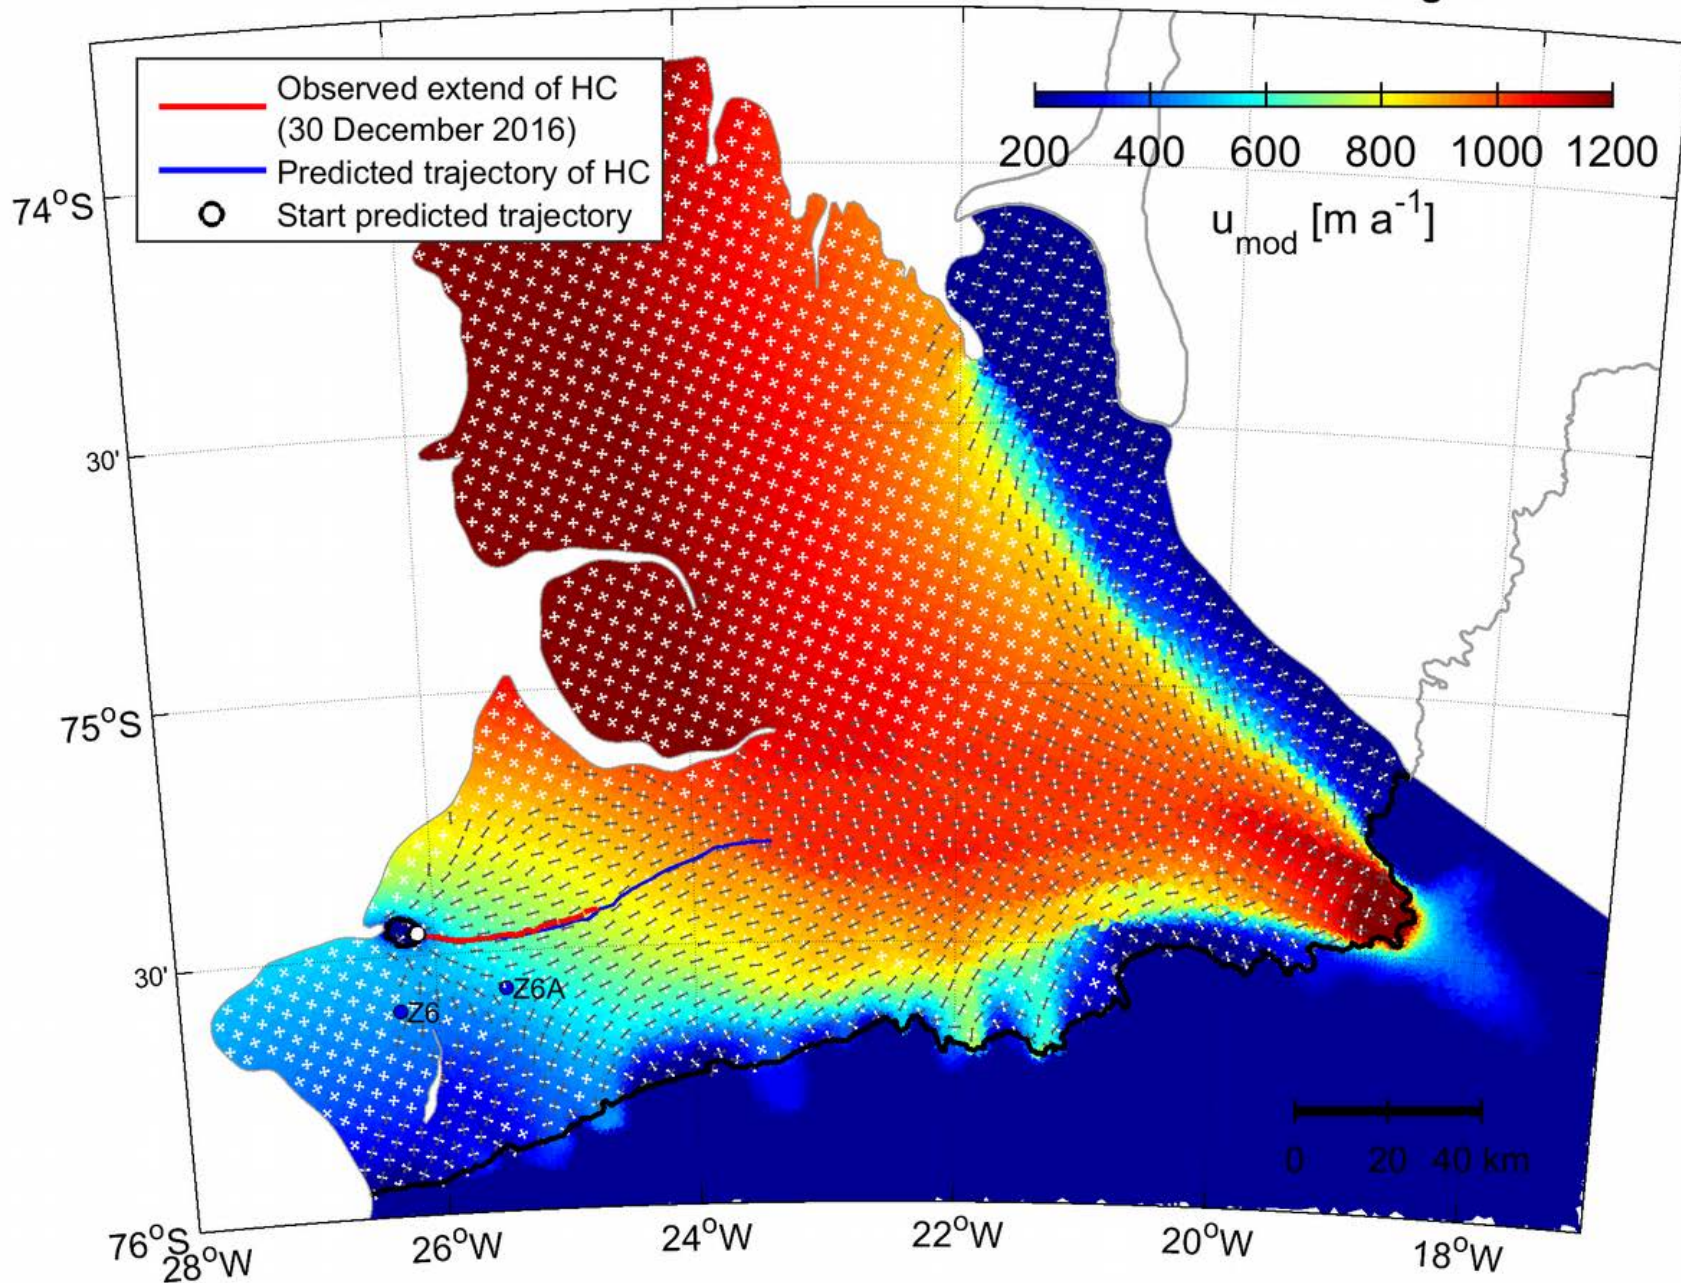 Observed extend of HC
(30 December 2016)
Predicted trajectory of HC
Start predicted trajectory
200 400 600 800 1000 1200
u_mod [m a⁻¹]
74°S
30'
75°S
30'
76°S
Z6A
Z6
0 20 40 km
28°W 26°W 24°W 22°W 20°W 18°W